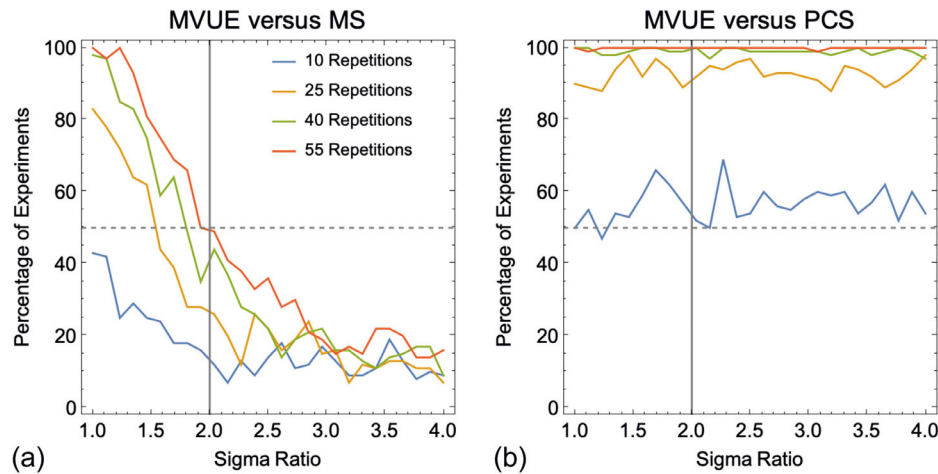 MVUE versus MS
Percentage of Experiments
100
80
60
40
20
0
10 Repetitions
25 Repetitions
40 Repetitions
55 Repetitions
1.0 1.5 2.0 2.5 3.0 3.5 4.0
Sigma Ratio
(a)
MVUE versus PCS
Percentage of Experiments
100
80
60
40
20
0
1.0 1.5 2.0 2.5 3.0 3.5 4.0
Sigma Ratio
(b)